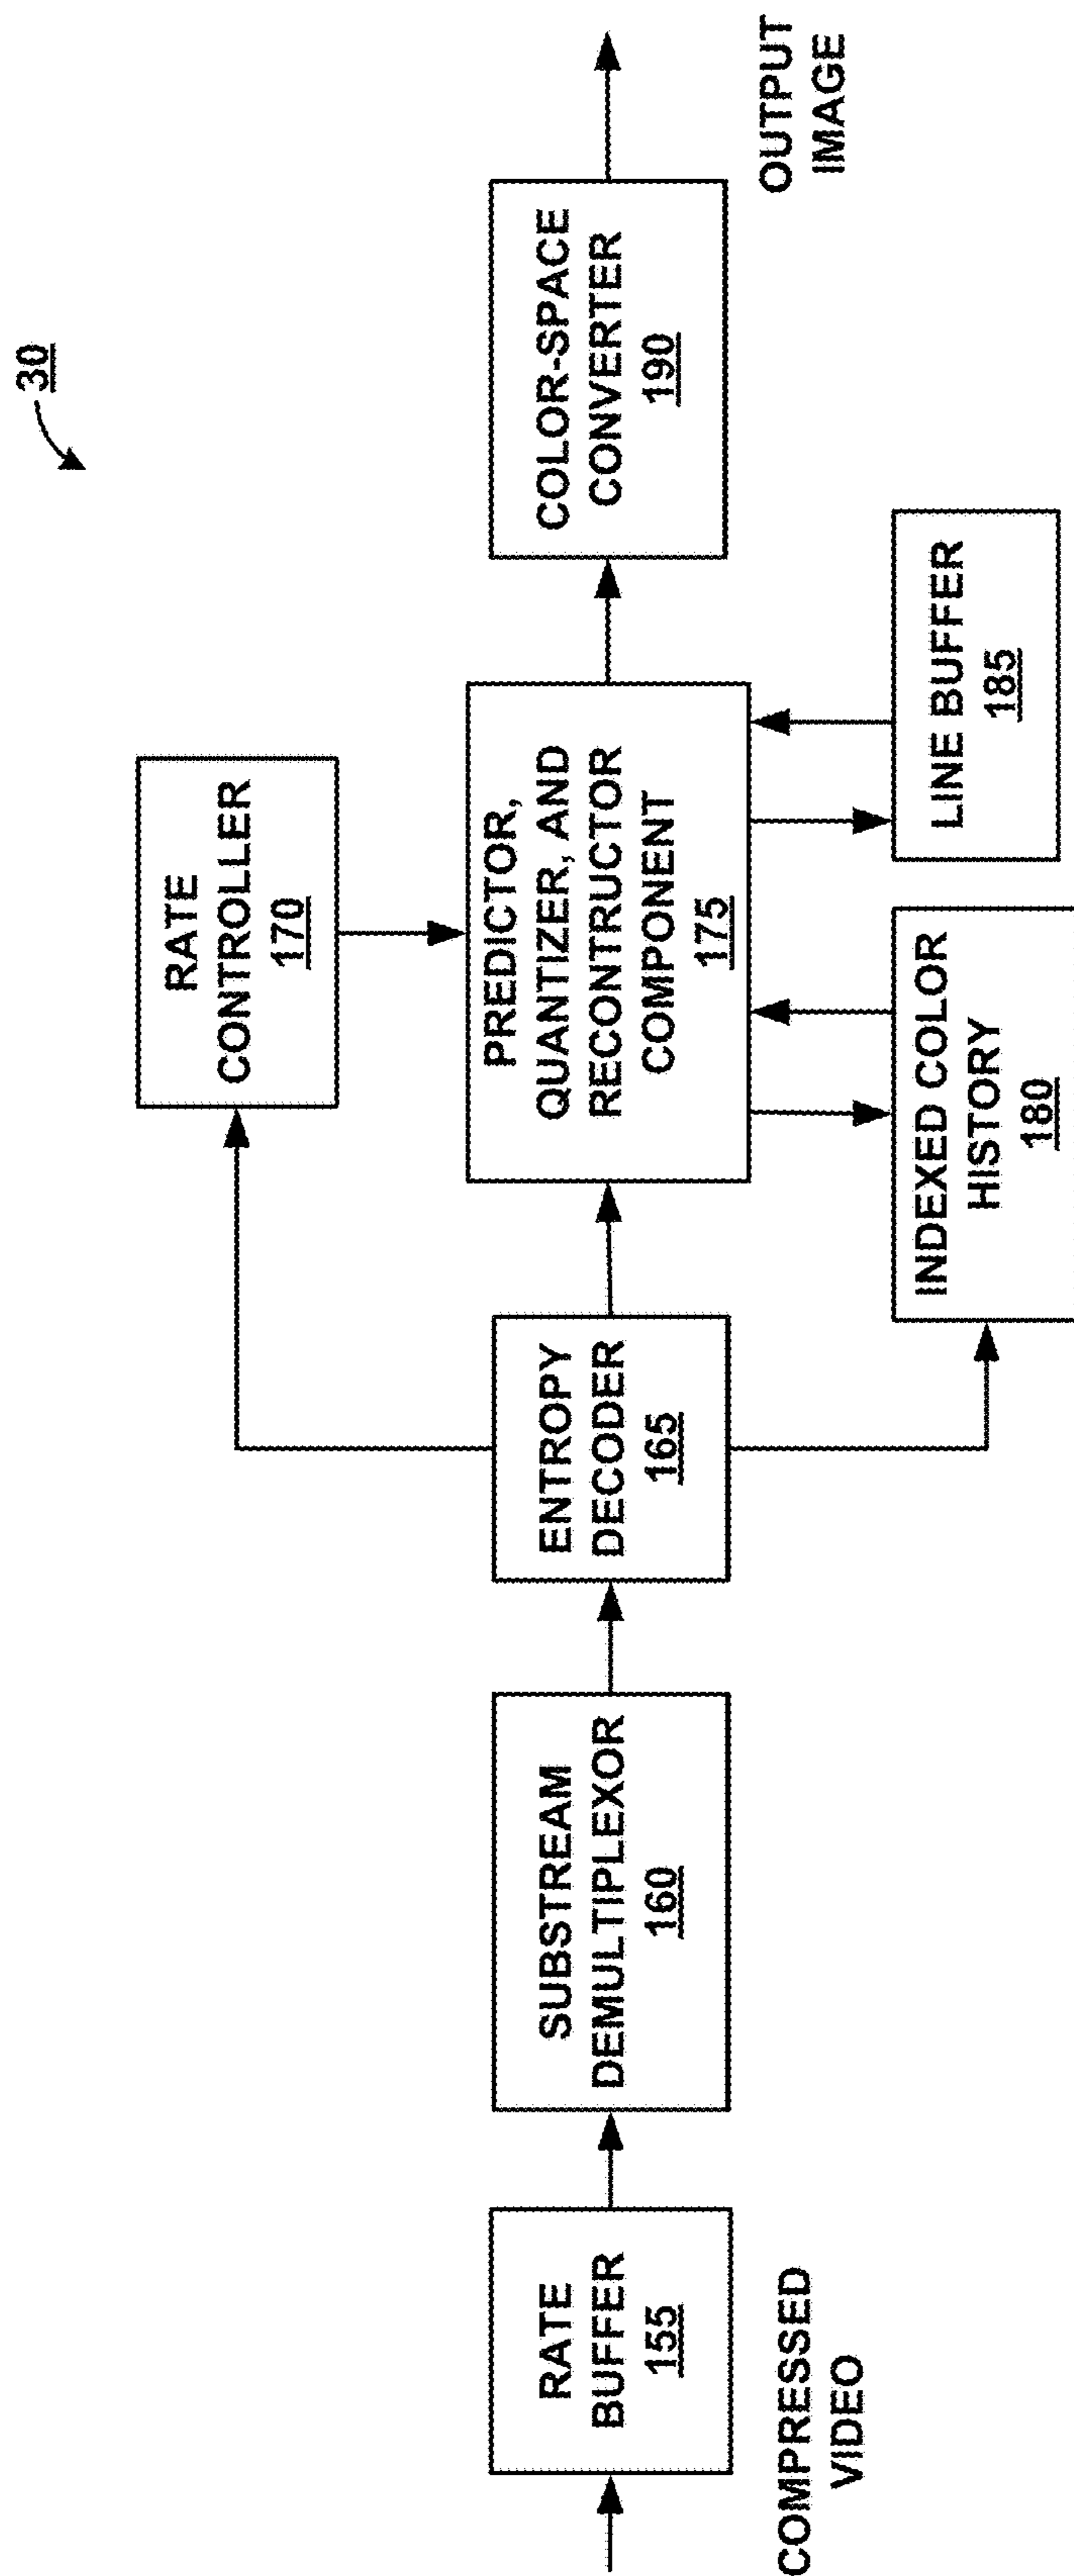 30
RATE
CONTROLLER
170
COMPRESSED
VIDEO
RATE
BUFFER
155
SUBSTREAM
DEMULTIPLEXOR
160
ENTROPY
DECODER
165
PREDICTOR,
QUANTIZER, AND
RECONTRUCTOR
COMPONENT
175
COLOR-SPACE
CONVERTER
190
OUTPUT
IMAGE
INDEXED COLOR
HISTORY
180
LINE BUFFER
185